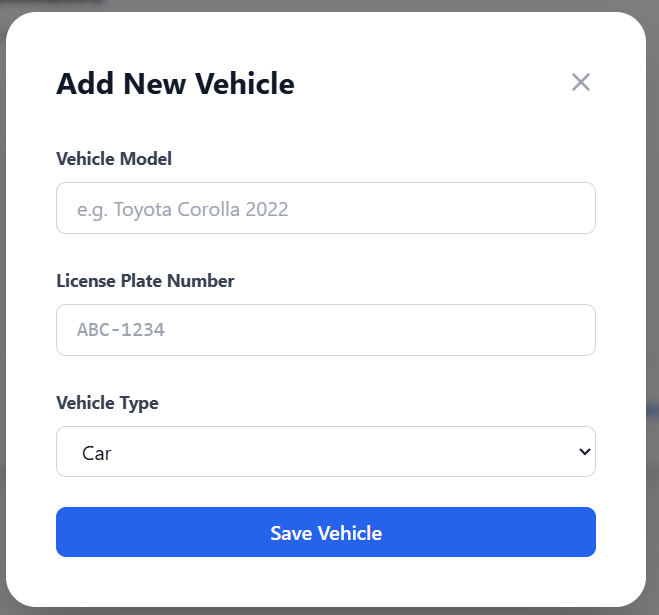 Add New Vehicle
Vehicle Model
e.g. Toyota Corolla 2022
License Plate Number
ABC-1234
Vehicle Type
Car
Save Vehicle